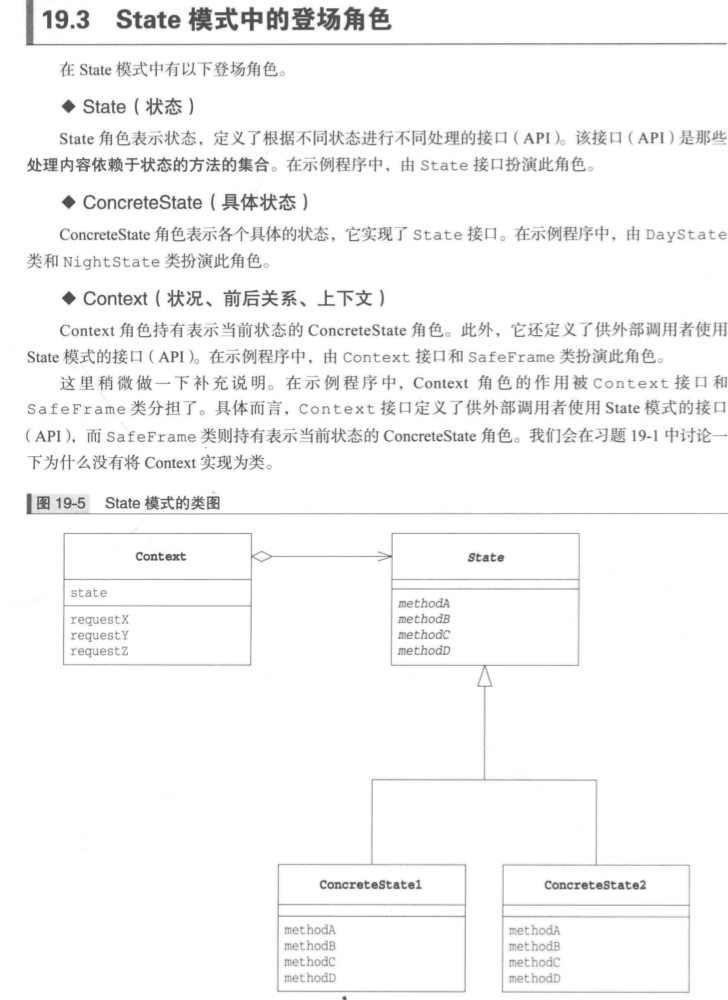 19.3 State 模式中的登场角色
在 State 模式中有以下登场角色。
◆ State（状态）
State 角色表示状态，定义了根据不同状态进行不同处理的接口（API）。该接口（API）是那些
处理内容依赖于状态的方法的集合。在示例程序中，由 State 接口扮演此角色。
◆ ConcreteState（具体状态）
ConcreteState 角色表示各个具体的状态，它实现了 State 接口。在示例程序中，由 DayState
类和 NightState 类扮演此角色。
◆ Context（状况、前后关系、上下文）
Context 角色持有表示当前状态的 ConcreteState 角色。此外，它还定义了供外部调用者使用
State 模式的接口（API）。在示例程序中，由 Context 接口和 SafeFrame 类扮演此角色。
这里稍微做一下补充说明。在示例程序中，Context 角色的作用被 Context 接口和
SafeFrame 类分担了。具体而言，Context 接口定义了供外部调用者使用 State 模式的接口
（API），而 SafeFrame 类则持有表示当前状态的 ConcreteState 角色。我们会在习题 19-1 中讨论一
下为什么没有将 Context 实现为类。
图 19-5 State 模式的类图
Context
state
requestX
requestY
requestZ
State
methodA
methodB
methodC
methodD
ConcreteState1
methodA
methodB
methodC
methodD
ConcreteState2
methodA
methodB
methodC
methodD